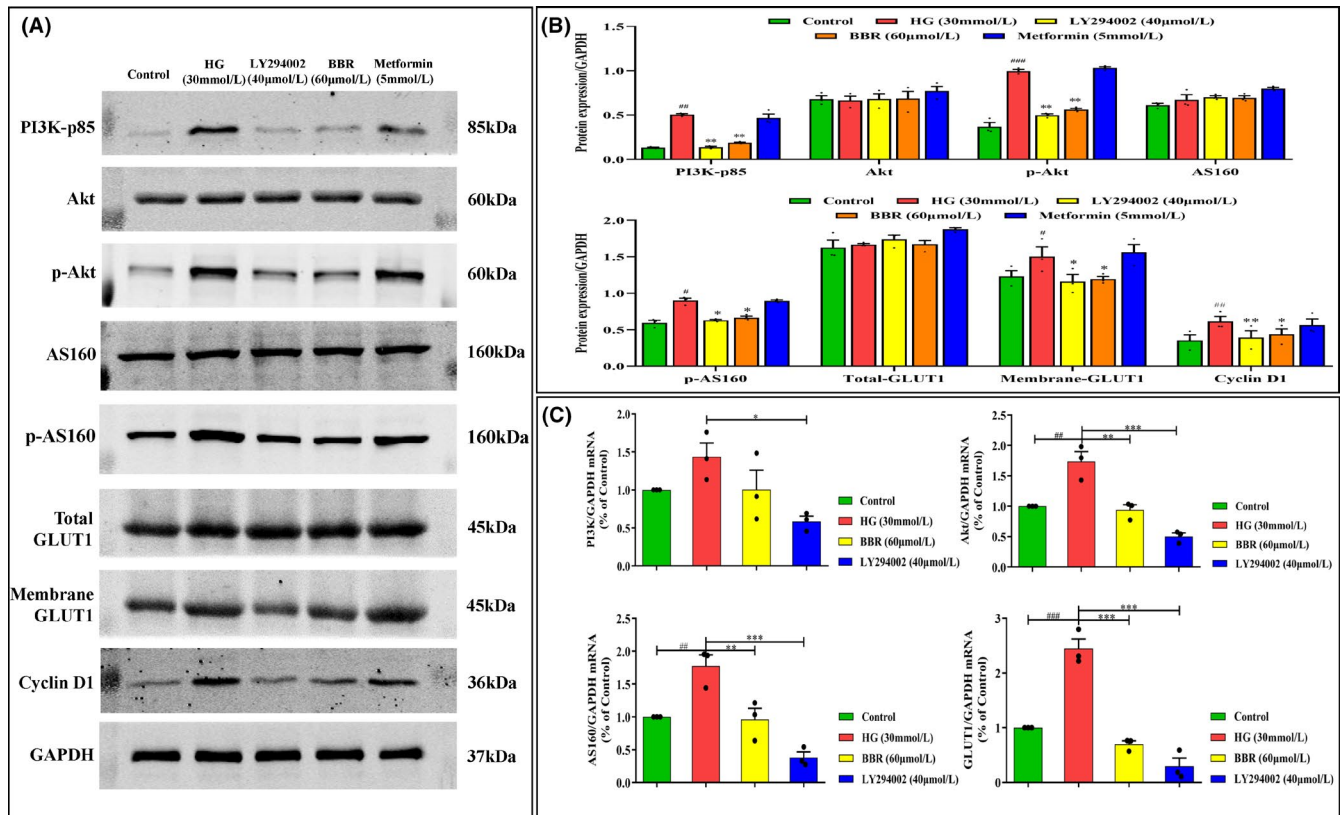 (A)
Control
HG
(30mmol/L)
LY294002
(40μmol/L)
BBR
(60μmol/L)
Metformin
(5mmol/L)
PI3K-p85
85kDa
Akt
60kDa
p-Akt
60kDa
AS160
160kDa
p-AS160
160kDa
Total
GLUT1
45kDa
Membrane
GLUT1
45kDa
Cyclin D1
36kDa
GAPDH
37kDa
(B)
Control
HG (30mmol/L)
LY294002 (40μmol/L)
BBR (60μmol/L)
Metformin (5mmol/L)
Protein expression/GAPDH
1.5
1.0
0.5
0.0
##
**
**
###
**
**
PI3K-p85
Akt
p-Akt
AS160
Control
HG (30mmol/L)
LY294002 (40μmol/L)
BBR (60μmol/L)
Metformin (5mmol/L)
Protein expression/GAPDH
2.0
1.5
1.0
0.5
0.0
#
*
*
#
*
*
##
**
*
p-AS160
Total-GLUT1
Membrane-GLUT1
Cyclin D1
(C)
PI3K/GAPDH mRNA
(% of Control)
2.0
1.5
1.0
0.5
0.0
*
Control
HG (30mmol/L)
BBR (60μmol/L)
LY294002 (40μmol/L)
Akt/GAPDH mRNA
(% of Control)
2.5
2.0
1.5
1.0
0.5
0.0
##
**
***
Control
HG (30mmol/L)
BBR (60μmol/L)
LY294002 (40μmol/L)
AS160/GAPDH mRNA
(% of Control)
2.5
2.0
1.5
1.0
0.5
0.0
##
**
***
Control
HG (30mmol/L)
BBR (60μmol/L)
LY294002 (40μmol/L)
GLUT1/GAPDH mRNA
(% of Control)
3
2
1
0
###
***
***
Control
HG (30mmol/L)
BBR (60μmol/L)
LY294002 (40μmol/L)